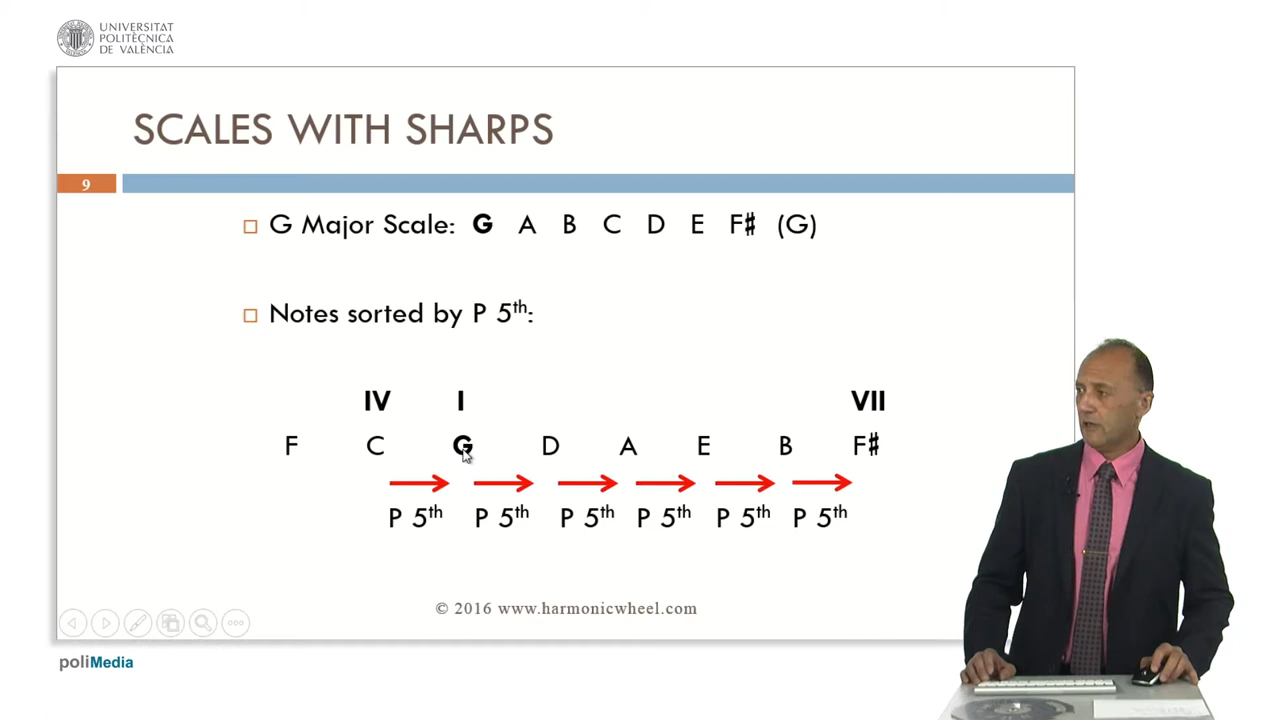 UNIVERSITAT
POLITÈCNICA
DE VALÈNCIA
SCALES WITH SHARPS
9
G Major Scale: G A B C D E F♯ (G)
Notes sorted by P 5th:
IV I VII
F C G D A E B F♯
P 5th P 5th P 5th P 5th P 5th P 5th
© 2016 www.harmonicwheel.com
poliMedia